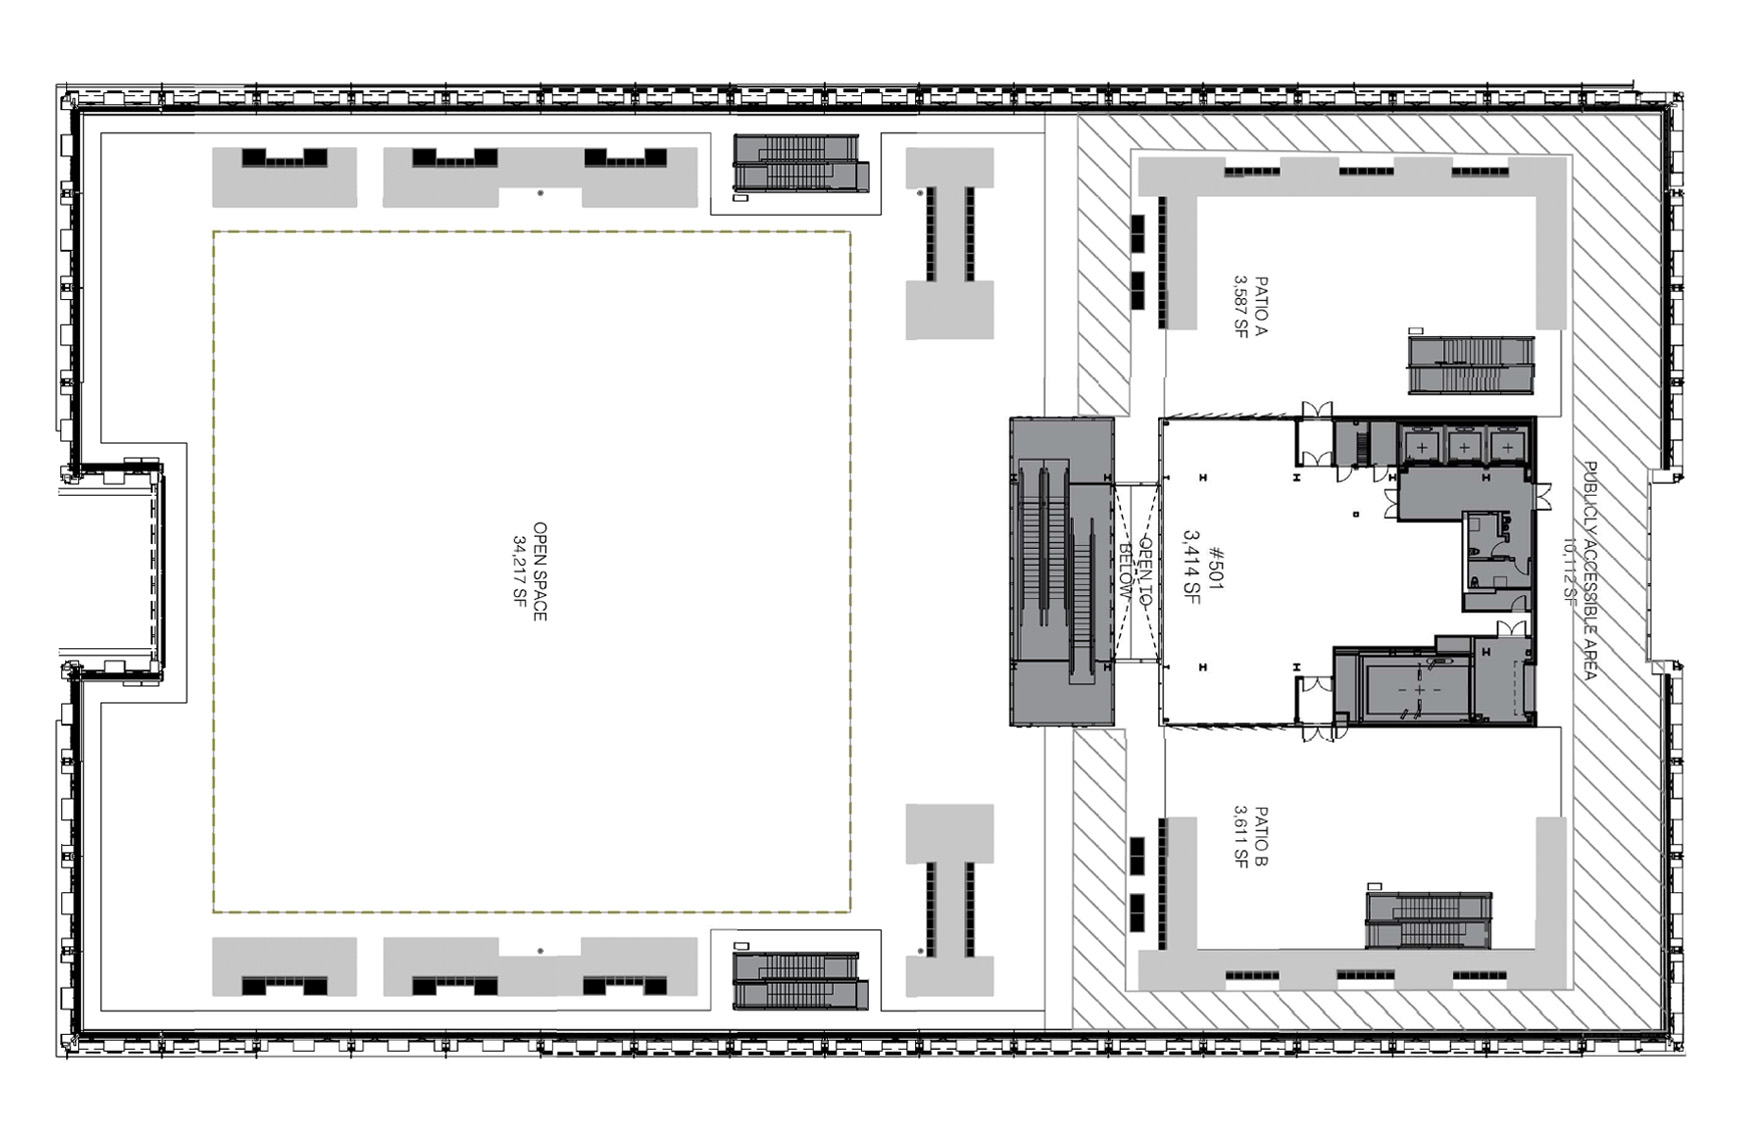 OPEN SPACE
34,217 SF
PATIO A
3,587 SF
OPEN TO
BELOW
#501
3,414 SF
PUBLICLY ACCESSIBLE AREA
10,112 SF
PATIO B
3,611 SF